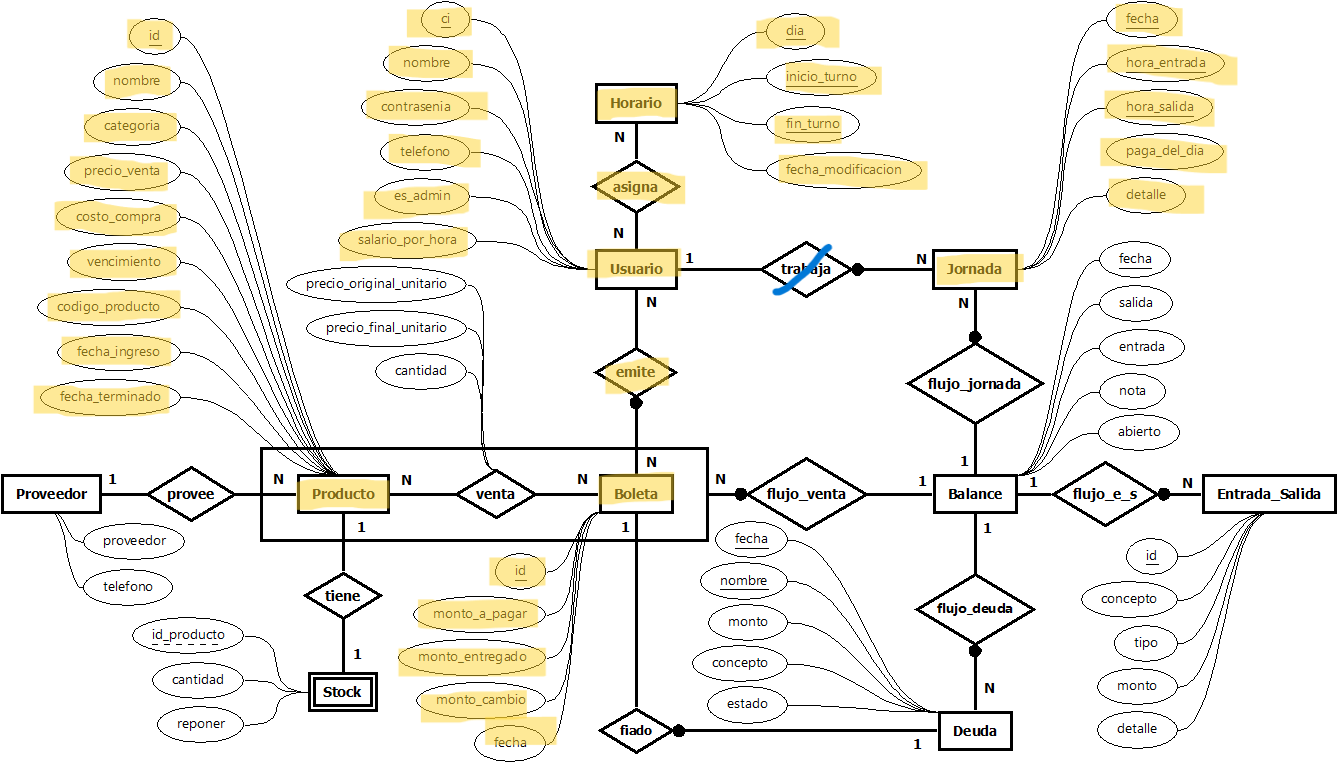 id
nombre
categoria
precio_venta
costo_compra
vencimiento
codigo_producto
fecha_ingreso
fecha_terminado
ci
nombre
contrasenia
telefono
es_admin
salario_por_hora
precio_original_unitario
precio_final_unitario
cantidad
Horario
dia
inicio_turno
fin_turno
fecha_modificacion
N
asigna
N
Usuario
1
trabaja
N
Jornada
fecha
hora_entrada
hora_salida
paga_del_dia
detalle
N
emite
N
N
flujo_jornada
1
fecha
salida
entrada
nota
abierto
Proveedor
1
provee
N
Producto
N
venta
N
Boleta
N
flujo_venta
1
Balance
1
flujo_e_s
N
Entrada_Salida
proveedor
telefono
1
tiene
1
id_producto
cantidad
reponer
Stock
1
id
monto_a_pagar
monto_entregado
monto_cambio
fecha
fiado
1
fecha
nombre
monto
concepto
estado
1
flujo_deuda
N
Deuda
id
concepto
tipo
monto
detalle